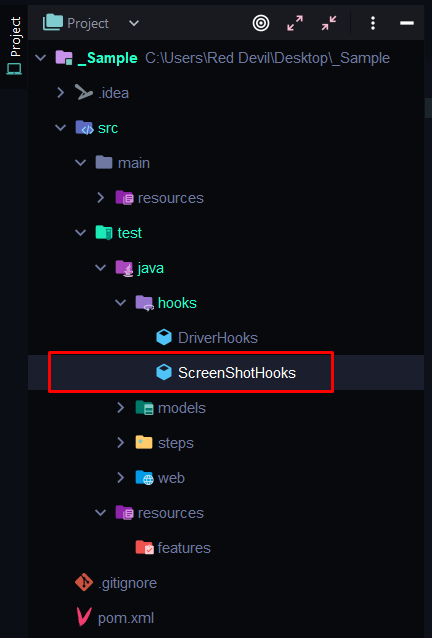 Project
Project
_Sample C:\Users\Red Devil\Desktop\_Sample
.idea
src
main
resources
test
java
hooks
DriverHooks
ScreenShotHooks
models
steps
web
resources
features
.gitignore
pom.xml